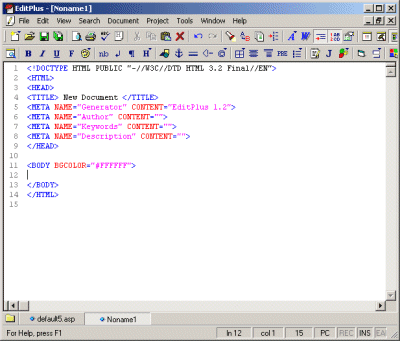 EditPlus - [Noname1]
File Edit View Search Document Project Tools Window Help
B I U F
1 <!DOCTYPE HTML PUBLIC "-//W3C//DTD HTML 3.2 Final//EN">
2 <HTML>
3 <HEAD>
4 <TITLE> New Document </TITLE>
5 <META NAME="Generator" CONTENT="EditPlus 1.2">
6 <META NAME="Author" CONTENT="">
7 <META NAME="Keywords" CONTENT="">
8 <META NAME="Description" CONTENT="">
9 </HEAD>
10
11 <BODY BGCOLOR="#FFFFFF">
12
13 </BODY>
14 </HTML>
15
default5.asp Noname1
For Help, press F1 ln 12 col 1 15 PC REC INS EA